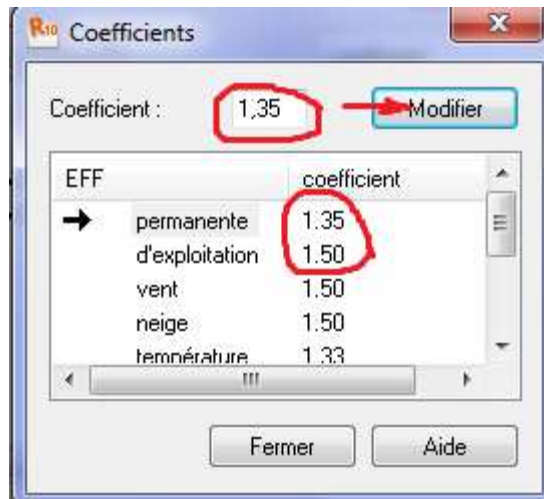 R10 Coefficients
Coefficient : 1,35 Modifier
EFF coefficient
permanente 1.35
d'exploitation 1.50
vent 1.50
neige 1.50
température 1.33
Fermer Aide